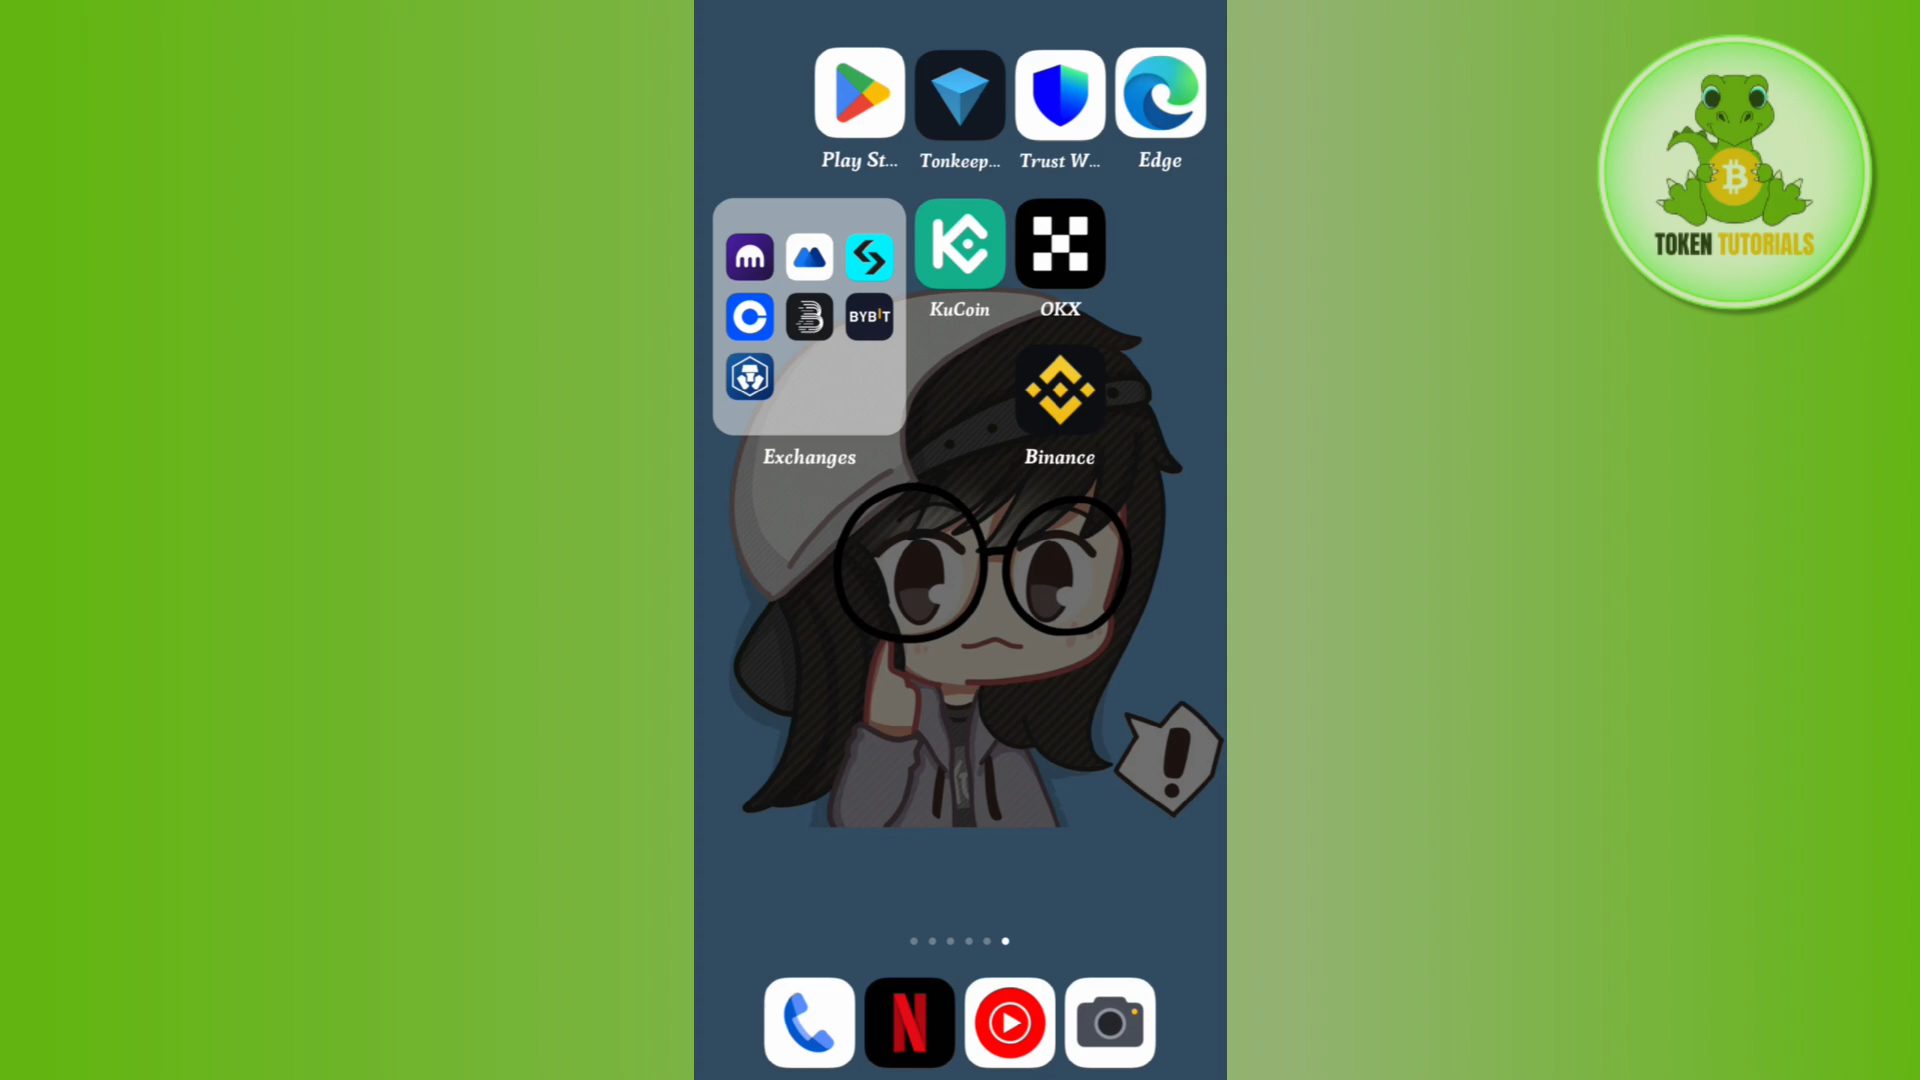 Play St...
Tonkeep...
Trust W...
Edge
BYBIT
KuCoin
OKX
Exchanges
Binance
!
TOKEN TUTORIALS